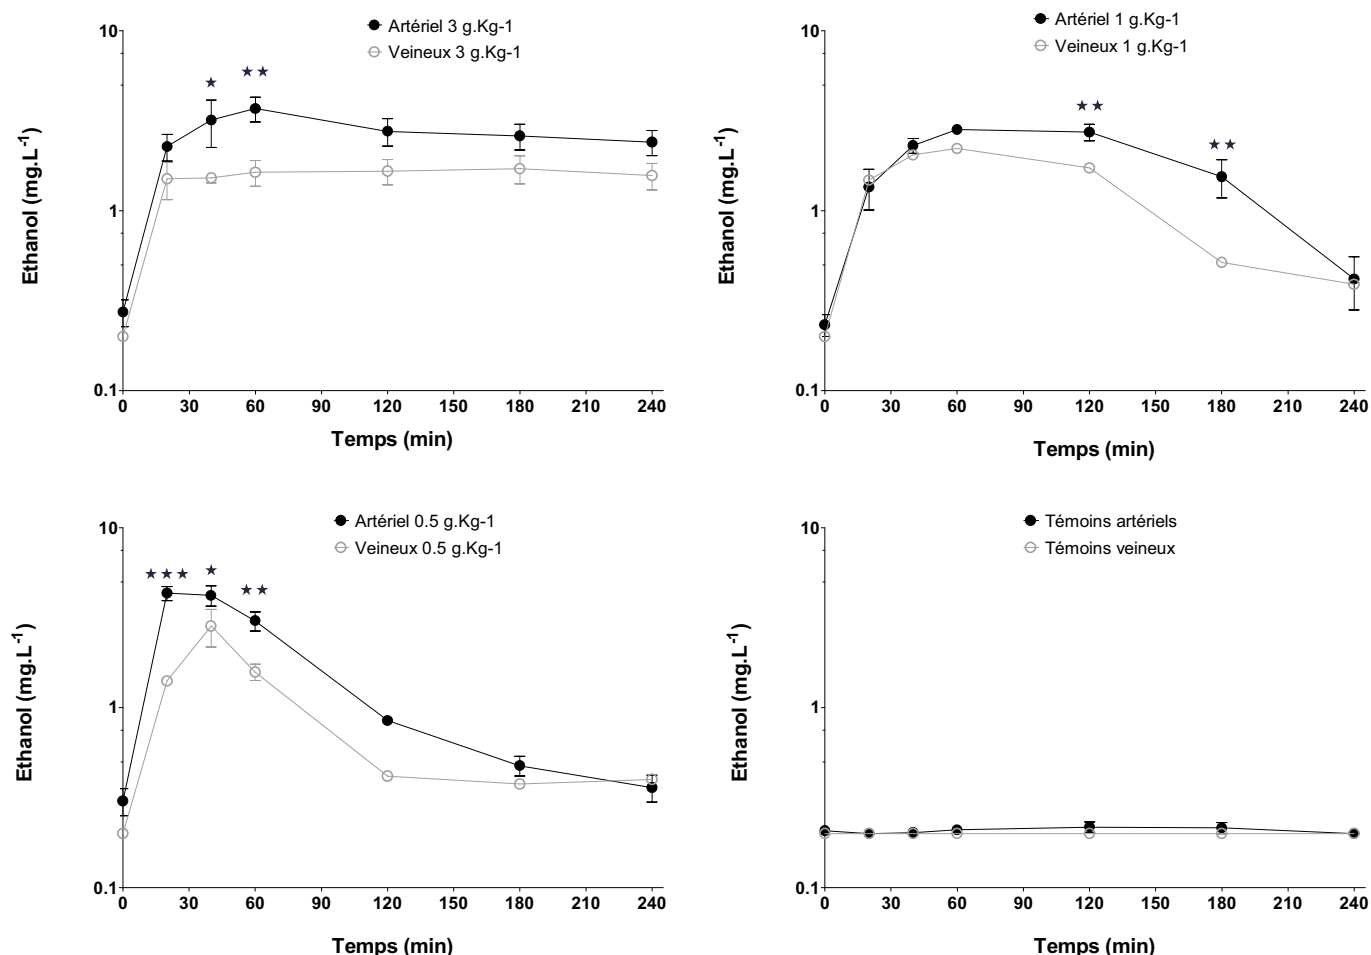 Artériel 3 g.Kg-1
Veineux 3 g.Kg-1
10
1
0.1
Ethanol (mg.L-1)
★
★★
0 30 60 90 120 150 180 210 240
Temps (min)
Artériel 1 g.Kg-1
Veineux 1 g.Kg-1
10
1
0.1
Ethanol (mg.L-1)
★★
★★
0 30 60 90 120 150 180 210 240
Temps (min)
Artériel 0.5 g.Kg-1
Veineux 0.5 g.Kg-1
10
1
0.1
Ethanol (mg.L-1)
★★★
★
★★
0 30 60 90 120 150 180 210 240
Temps (min)
Témoins artériels
Témoins veineux
10
1
0.1
Ethanol (mg.L-1)
0 30 60 90 120 150 180 210 240
Temps (min)